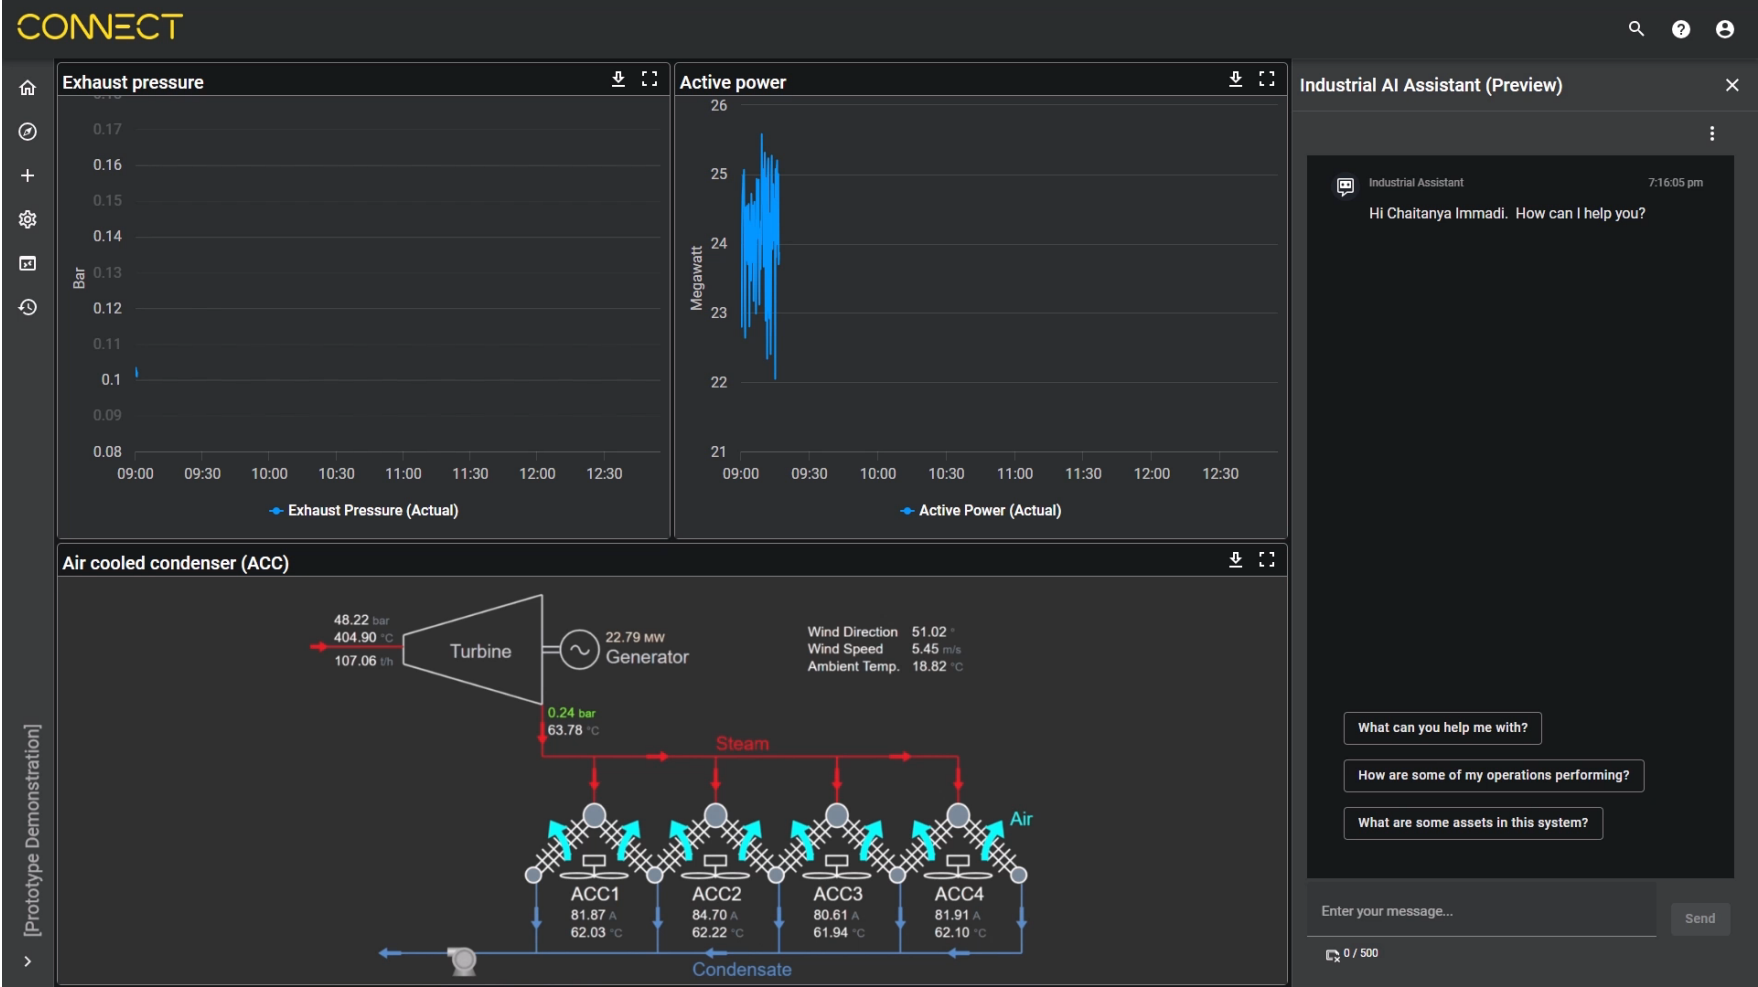 CONNECT
Exhaust pressure
0.17
0.16
0.15
0.14
0.13
0.12
0.11
0.1
0.09
0.08
Bar
09:00 09:30 10:00 10:30 11:00 11:30 12:00 12:30
Exhaust Pressure (Actual)
Active power
26
25
24
23
22
21
Megawatt
09:00 09:30 10:00 10:30 11:00 11:30 12:00 12:30
Active Power (Actual)
Air cooled condenser (ACC)
48.22 bar
404.90 °C
107.06 t/h
Turbine
22.79 MW
Generator
Wind Direction 51.02 °
Wind Speed 5.45 m/s
Ambient Temp. 18.82 °C
0.24 bar
63.78 °C
Steam
Air
ACC1 ACC2 ACC3 ACC4
81.87 A 84.70 A 80.61 A 81.91 A
62.03 °C 62.22 °C 61.94 °C 62.10 °C
Condensate
[Prototype Demonstration]
Industrial AI Assistant (Preview)
Industrial Assistant 7:16:05 pm
Hi Chaitanya Immadi. How can I help you?
What can you help me with?
How are some of my operations performing?
What are some assets in this system?
Enter your message...
Send
0 / 500